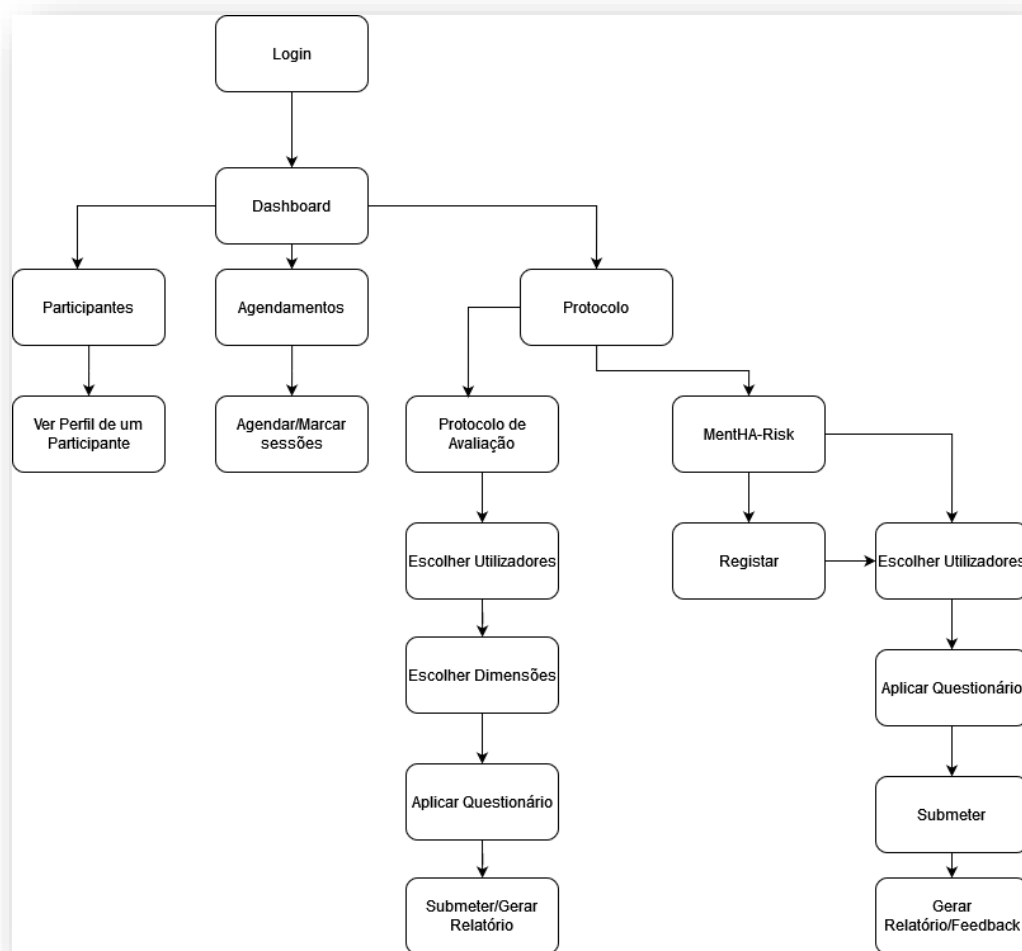 Login
Dashboard
Participantes
Agendamentos
Protocolo
Ver Perfil de um
Participante
Agendar/Marcar
sessões
Protocolo de
Avaliação
MentHA-Risk
Escolher Utilizadores
Registar
Escolher Utilizadores
Escolher Dimensões
Aplicar Questionário
Aplicar Questionário
Submeter
Submeter/Gerar
Relatório
Gerar
Relatório/Feedback